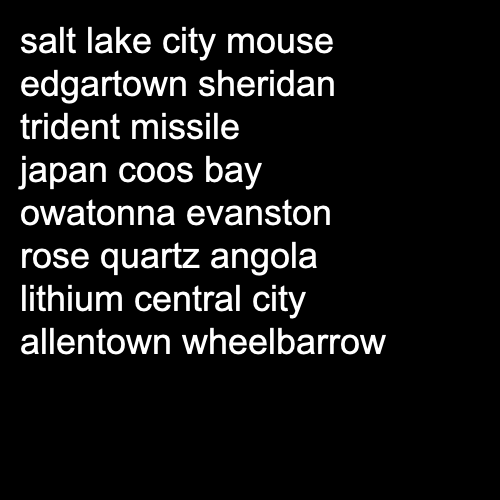 salt lake city mouse
edgartown sheridan
trident missile
japan coos bay
owatonna evanston
rose quartz angola
lithium central city
allentown wheelbarrow